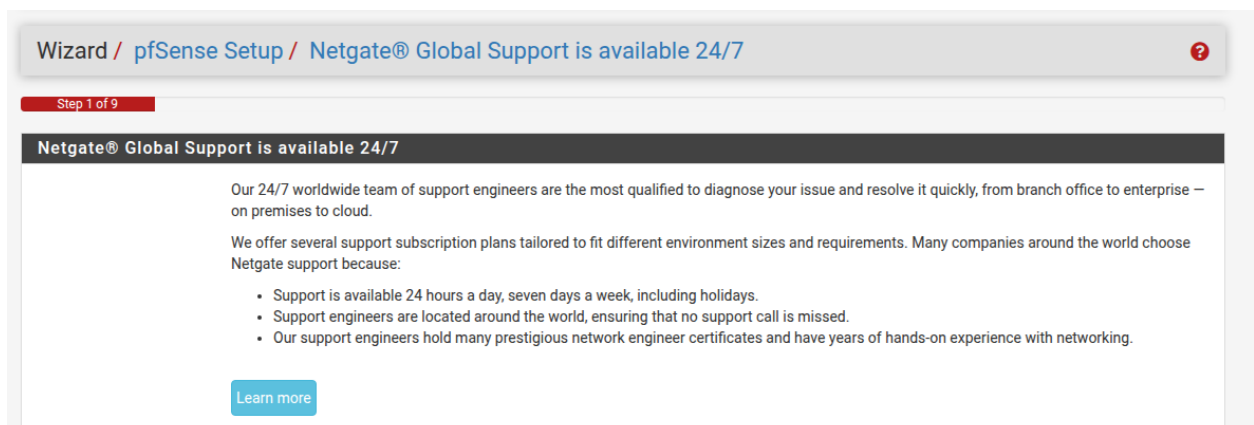 Wizard / pfSense Setup / Netgate® Global Support is available 24/7
Step 1 of 9
Netgate® Global Support is available 24/7
Our 24/7 worldwide team of support engineers are the most qualified to diagnose your issue and resolve it quickly, from branch office to enterprise —
on premises to cloud.
We offer several support subscription plans tailored to fit different environment sizes and requirements. Many companies around the world choose
Netgate support because:
• Support is available 24 hours a day, seven days a week, including holidays.
• Support engineers are located around the world, ensuring that no support call is missed.
• Our support engineers hold many prestigious network engineer certificates and have years of hands-on experience with networking.
Learn more